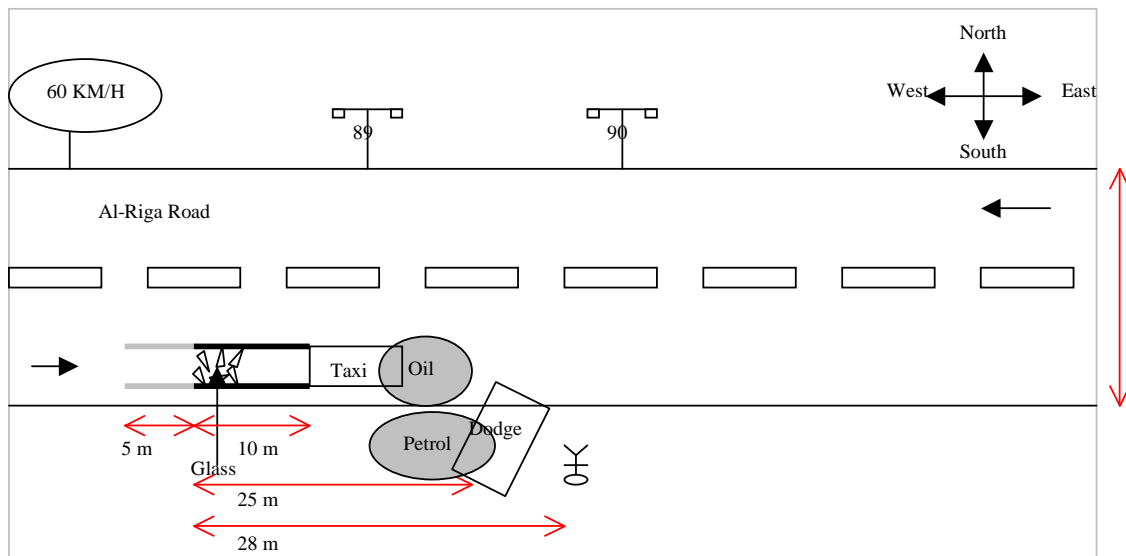 North
60 KM/H
West
East
89
90
South
Al-Riga Road
Taxi
Oil
Dodge
Petrol
5 m
10 m
Glass
25 m
28 m